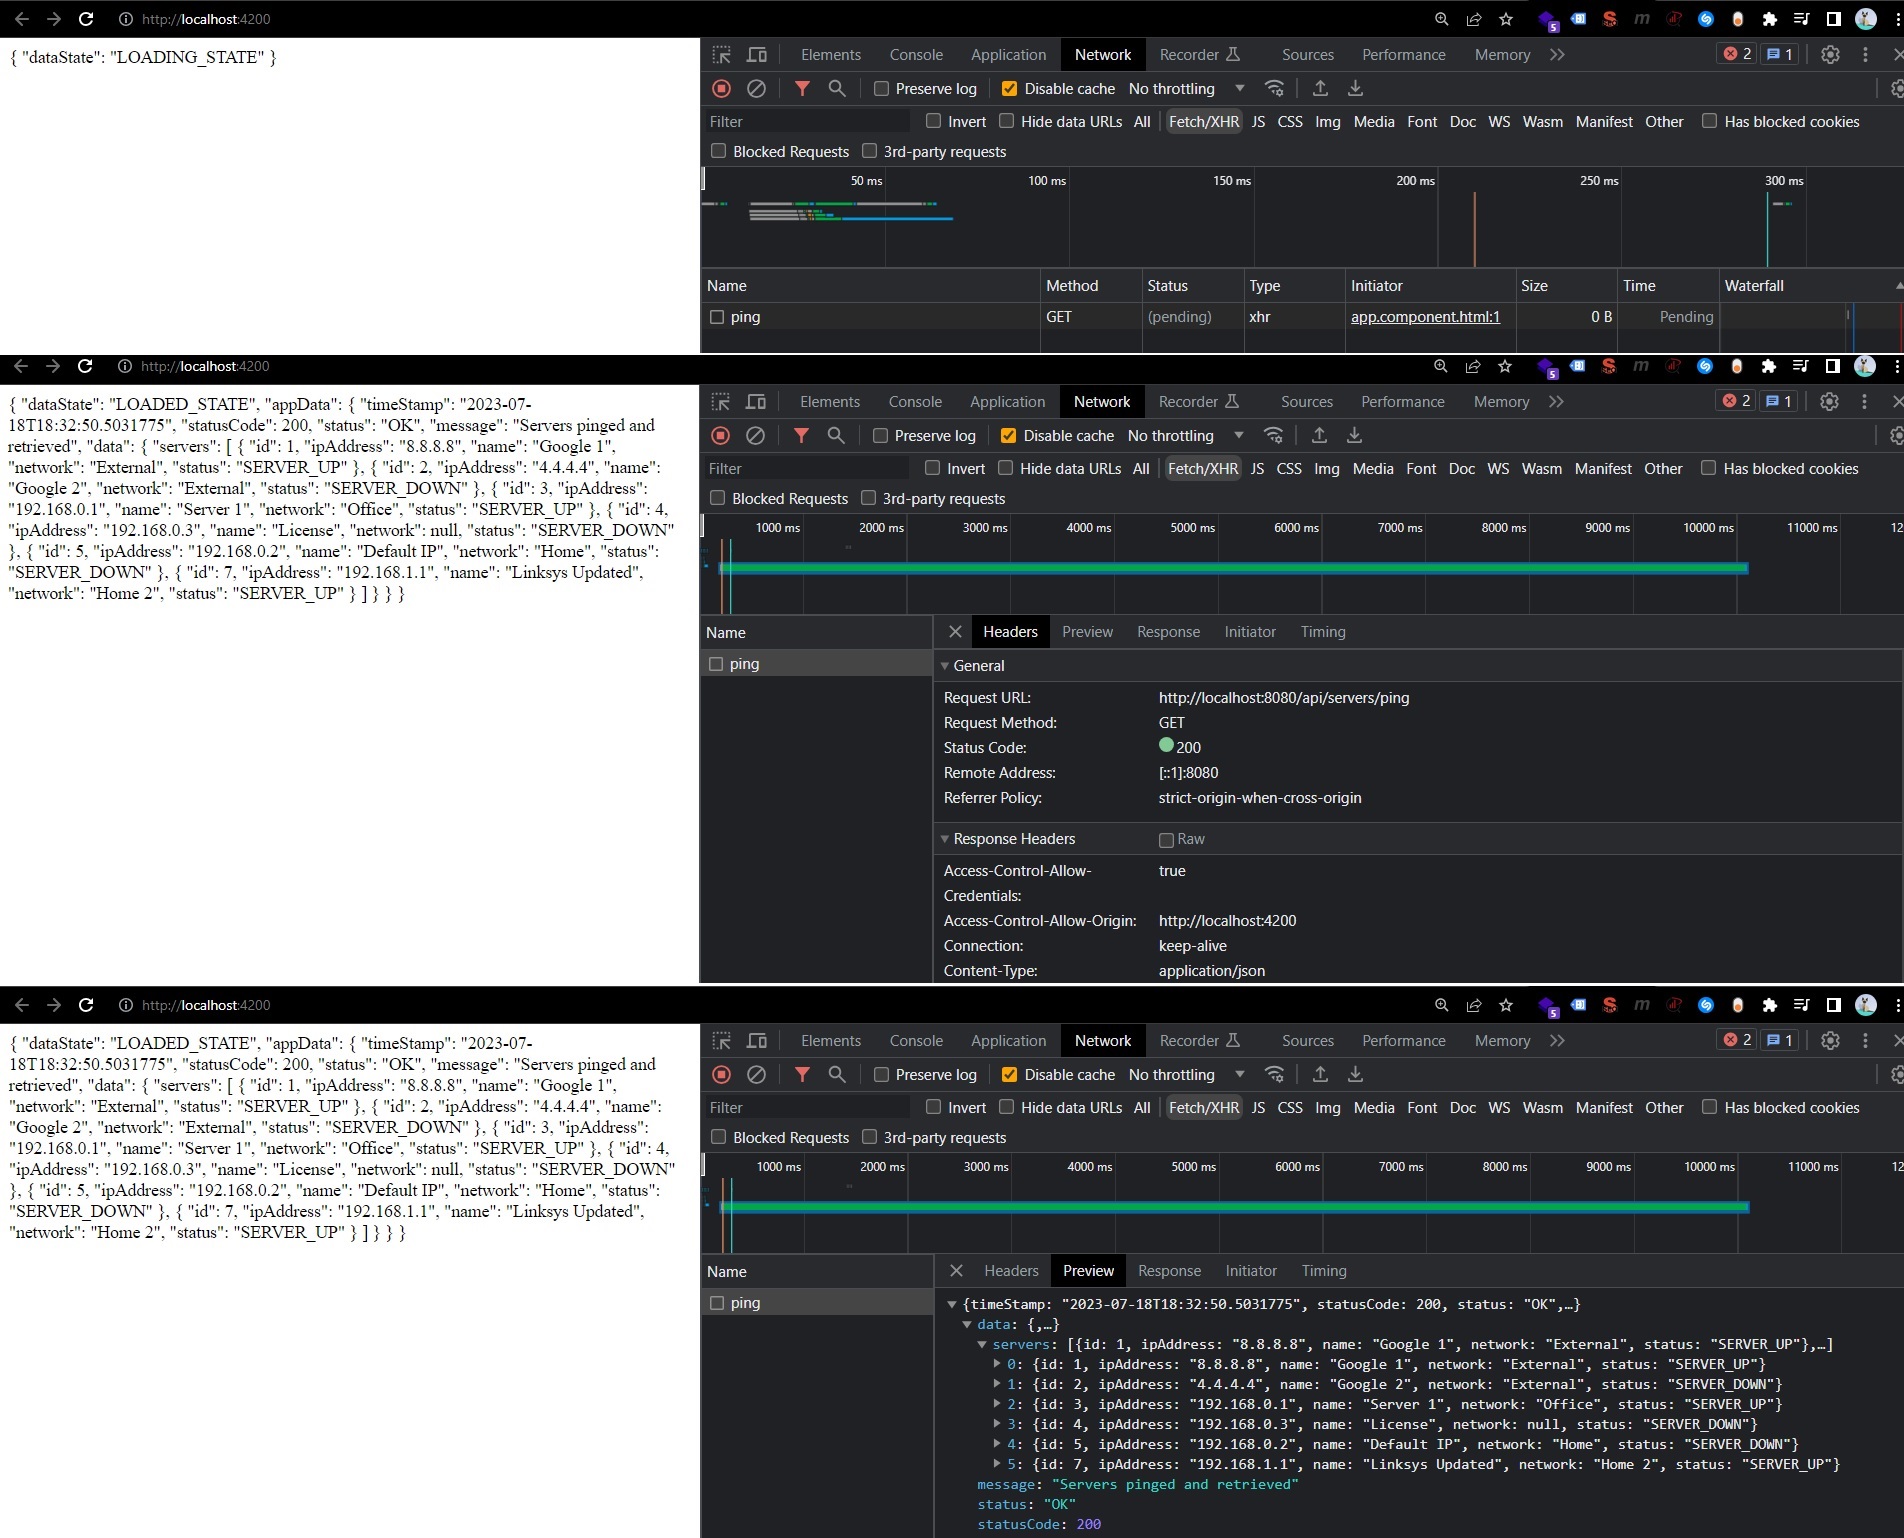 http://localhost:4200
{ "dataState": "LOADING_STATE" }
Elements Console Application Network Recorder Sources Performance Memory 2 1
Preserve log Disable cache No throttling
Filter Invert Hide data URLs All Fetch/XHR JS CSS Img Media Font Doc WS Wasm Manifest Other Has blocked cookies
Blocked Requests 3rd-party requests
50 ms 100 ms 150 ms 200 ms 250 ms 300 ms
Name Method Status Type Initiator Size Time Waterfall
ping GET (pending) xhr app.component.html:1 0 B Pending
http://localhost:4200
{ "dataState": "LOADED_STATE", "appData": { "timeStamp": "2023-07-
18T18:32:50.5031775", "statusCode": 200, "status": "OK", "message": "Servers pinged and
retrieved", "data": { "servers": [ { "id": 1, "ipAddress": "8.8.8.8", "name": "Google 1",
"network": "External", "status": "SERVER_UP" }, { "id": 2, "ipAddress": "4.4.4.4", "name":
"Google 2", "network": "External", "status": "SERVER_DOWN" }, { "id": 3, "ipAddress":
"192.168.0.1", "name": "Server 1", "network": "Office", "status": "SERVER_UP" }, { "id": 4,
"ipAddress": "192.168.0.3", "name": "License", "network": null, "status": "SERVER_DOWN"
}, { "id": 5, "ipAddress": "192.168.0.2", "name": "Default IP", "network": "Home", "status":
"SERVER_DOWN" }, { "id": 7, "ipAddress": "192.168.1.1", "name": "Linksys Updated",
"network": "Home 2", "status": "SERVER_UP" } ] } } }
Elements Console Application Network Recorder Sources Performance Memory 2 1
Preserve log Disable cache No throttling
Filter Invert Hide data URLs All Fetch/XHR JS CSS Img Media Font Doc WS Wasm Manifest Other Has blocked cookies
Blocked Requests 3rd-party requests
1000 ms 2000 ms 3000 ms 4000 ms 5000 ms 6000 ms 7000 ms 8000 ms 9000 ms 10000 ms 11000 ms 12
Name Headers Preview Response Initiator Timing
ping
General
Request URL: http://localhost:8080/api/servers/ping
Request Method: GET
Status Code: 200
Remote Address: [::1]:8080
Referrer Policy: strict-origin-when-cross-origin
Response Headers Raw
Access-Control-Allow- true
Credentials:
Access-Control-Allow-Origin: http://localhost:4200
Connection: keep-alive
Content-Type: application/json
http://localhost:4200
{ "dataState": "LOADED_STATE", "appData": { "timeStamp": "2023-07-
18T18:32:50.5031775", "statusCode": 200, "status": "OK", "message": "Servers pinged and
retrieved", "data": { "servers": [ { "id": 1, "ipAddress": "8.8.8.8", "name": "Google 1",
"network": "External", "status": "SERVER_UP" }, { "id": 2, "ipAddress": "4.4.4.4", "name":
"Google 2", "network": "External", "status": "SERVER_DOWN" }, { "id": 3, "ipAddress":
"192.168.0.1", "name": "Server 1", "network": "Office", "status": "SERVER_UP" }, { "id": 4,
"ipAddress": "192.168.0.3", "name": "License", "network": null, "status": "SERVER_DOWN"
}, { "id": 5, "ipAddress": "192.168.0.2", "name": "Default IP", "network": "Home", "status":
"SERVER_DOWN" }, { "id": 7, "ipAddress": "192.168.1.1", "name": "Linksys Updated",
"network": "Home 2", "status": "SERVER_UP" } ] } } }
Elements Console Application Network Recorder Sources Performance Memory 2 1
Preserve log Disable cache No throttling
Filter Invert Hide data URLs All Fetch/XHR JS CSS Img Media Font Doc WS Wasm Manifest Other Has blocked cookies
Blocked Requests 3rd-party requests
1000 ms 2000 ms 3000 ms 4000 ms 5000 ms 6000 ms 7000 ms 8000 ms 9000 ms 10000 ms 11000 ms 12
Name Headers Preview Response Initiator Timing
ping
{timeStamp: "2023-07-18T18:32:50.5031775", statusCode: 200, status: "OK",…}
data: {,…}
servers: [{id: 1, ipAddress: "8.8.8.8", name: "Google 1", network: "External", status: "SERVER_UP"},…]
0: {id: 1, ipAddress: "8.8.8.8", name: "Google 1", network: "External", status: "SERVER_UP"}
1: {id: 2, ipAddress: "4.4.4.4", name: "Google 2", network: "External", status: "SERVER_DOWN"}
2: {id: 3, ipAddress: "192.168.0.1", name: "Server 1", network: "Office", status: "SERVER_UP"}
3: {id: 4, ipAddress: "192.168.0.3", name: "License", network: null, status: "SERVER_DOWN"}
4: {id: 5, ipAddress: "192.168.0.2", name: "Default IP", network: "Home", status: "SERVER_DOWN"}
5: {id: 7, ipAddress: "192.168.1.1", name: "Linksys Updated", network: "Home 2", status: "SERVER_UP"}
message: "Servers pinged and retrieved"
status: "OK"
statusCode: 200